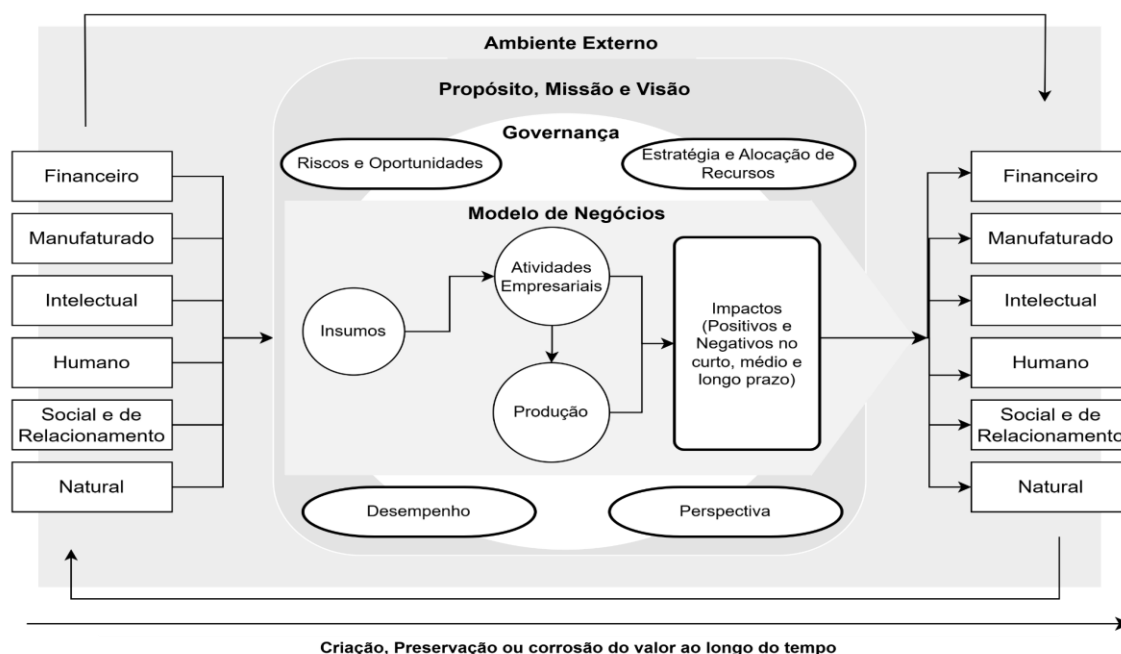 Ambiente Externo
Propósito, Missão e Visão
Governança
Riscos e Oportunidades
Estratégia e Alocação de
Recursos
Financeiro
Manufaturado
Intelectual
Humano
Social e de
Relacionamento
Natural
Modelo de Negócios
Insumos
Atividades
Empresariais
Produção
Impactos
(Positivos e
Negativos no
curto, médio e
longo prazo)
Desempenho
Perspectiva
Financeiro
Manufaturado
Intelectual
Humano
Social e de
Relacionamento
Natural
Criação, Preservação ou corrosão do valor ao longo do tempo